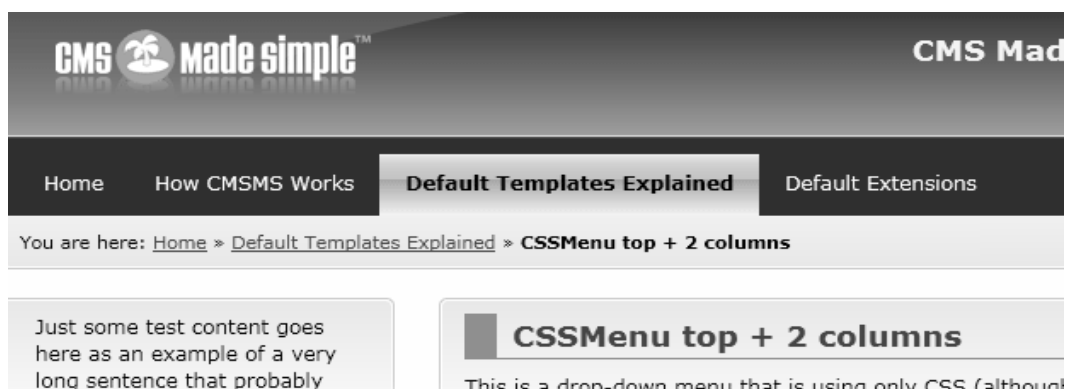 CMS Made simple™
CMS Mad
Home How CMSMS Works Default Templates Explained Default Extensions
You are here: Home » Default Templates Explained » CSSMenu top + 2 columns
Just some test content goes
here as an example of a very
long sentence that probably
CSSMenu top + 2 columns
This is a drop-down menu that is using only CSS (although